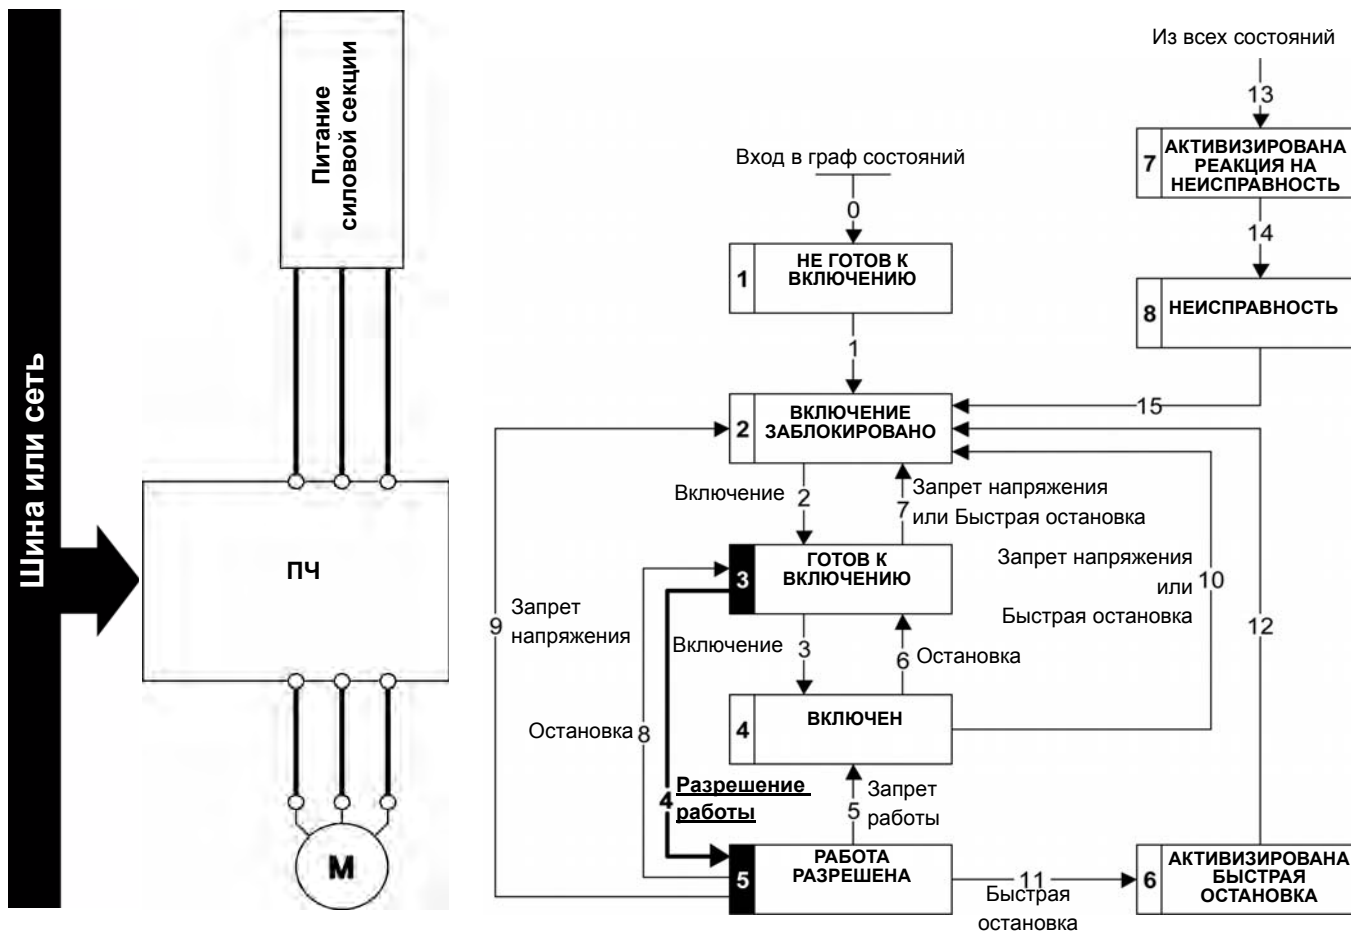 Шина или сеть
Питание
силовой секции
ПЧ
М
Из всех состояний
13
7
АКТИВИЗИРОВАНА
РЕАКЦИЯ НА
НЕИСПРАВНОСТЬ
14
8
НЕИСПРАВНОСТЬ
15
Вход в граф состояний
0
1
НЕ ГОТОВ К
ВКЛЮЧЕНИЮ
1
2
ВКЛЮЧЕНИЕ
ЗАБЛОКИРОВАНО
Включение
2
7
Запрет напряжения
или Быстрая остановка
3
ГОТОВ К
ВКЛЮЧЕНИЮ
Запрет напряжения
или
Быстрая остановка
10
12
9
Запрет
напряжения
Включение
3
6
Остановка
4
ВКЛЮЧЕН
Остановка
8
4
Разрешение
работы
5
Запрет
работы
5
РАБОТА
РАЗРЕШЕНА
11
Быстрая
остановка
6
АКТИВИЗИРОВАНА
БЫСТРАЯ
ОСТАНОВКА